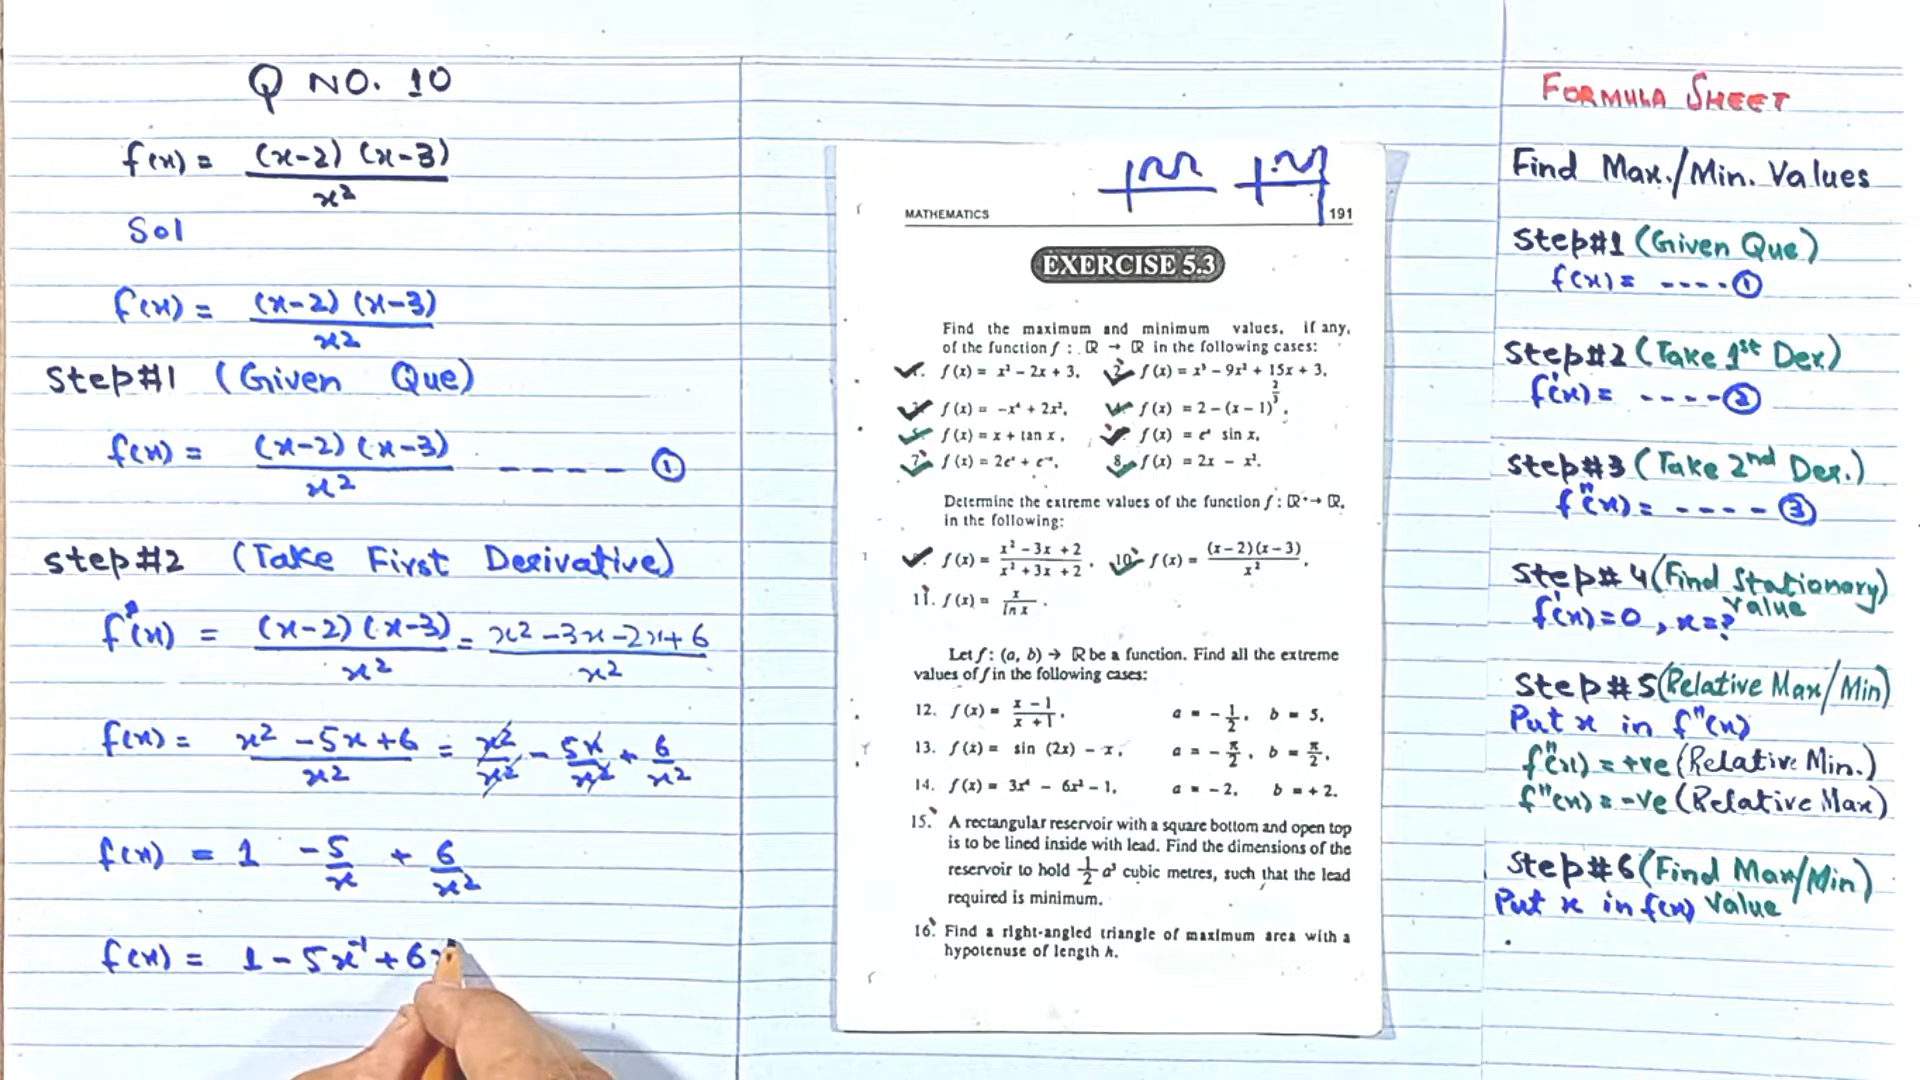 Q NO. 10
f(x) = (x-2) (x-3) / x²
Sol
f(x) = (x-2) (x-3) / x²
Step#1 (Given Que)
f(x) = (x-2) (x-3) / x² ---- ①
Step#2 (Take First Derivative)
f'(x) = (x-2) (x-3) / x² = x² -3x -2x + 6 / x²
f(x) = x² -5x +6 / x² = x²/x² - 5x/x² + 6/x²
f(x) = 1 - 5/x + 6/x²
f(x) = 1 - 5x⁻¹ + 6
MATHEMATICS 191
EXERCISE 5.3
Find the maximum and minimum values, if any,
of the function f : ℝ → ℝ in the following cases:
1. f (x) = x² − 2x + 3. 2. f (x) = x³ − 9x² + 15x + 3.
f (x) = −x⁴ + 2x², f (x) = 2 − (x − 1)^(2/3),
f (x) = x + tan x, f (x) = eˣ sin x,
7. f (x) = 2eˣ + e⁻ˣ, 8. f (x) = 2x − x².
Determine the extreme values of the function f : ℝ⁺ → ℝ,
in the following:
f (x) = x² − 3x + 2 / x² + 3x + 2, 10. f (x) = (x − 2)(x − 3) / x²,
11. f (x) = x / ln x .
Let f : (a, b) → ℝ be a function. Find all the extreme
values of f in the following cases:
12. f (x) = x − 1 / x + 1, a = − 1/2, b = 5,
13. f (x) = sin (2x) − x, a = − π/2, b = π/2,
14. f (x) = 3x⁴ − 6x² − 1, a = − 2, b = + 2.
15. A rectangular reservoir with a square bottom and open top
is to be lined inside with lead. Find the dimensions of the
reservoir to hold 1/2 a³ cubic metres, such that the lead
required is minimum.
16. Find a right-angled triangle of maximum area with a
hypotenuse of length h.
FORMULA SHEET
Find Max./Min. Values
Step#1 (Given Que)
f(x) = ---- ①
Step#2 (Take 1st Der)
f'(x) = ---- ②
Step#3 (Take 2nd Der.)
f"(x) = ---- ③
Step#4 (Find Stationary)
value
f'(x)=0 , x=?
Step#5 (Relative Max/Min)
Put x in f"(x)
f"(x) = +ve (Relative Min.)
f"(x) = -ve (Relative Max)
Step#6 (Find Max/Min)
Put x in f(x) Value